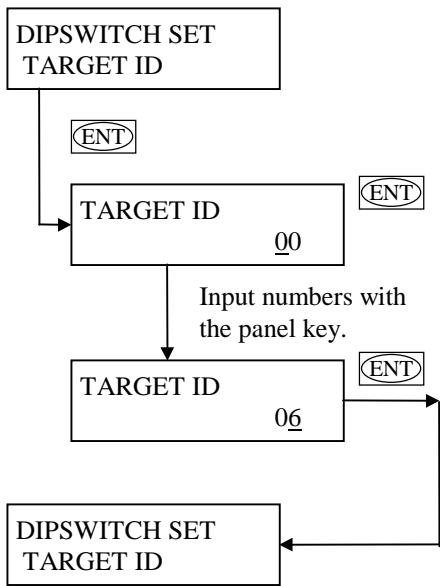 DIPSWITCH SET
TARGET ID
ENT
TARGET ID
ENT
00
Input numbers with
the panel key.
TARGET ID
ENT
06
DIPSWITCH SET
TARGET ID